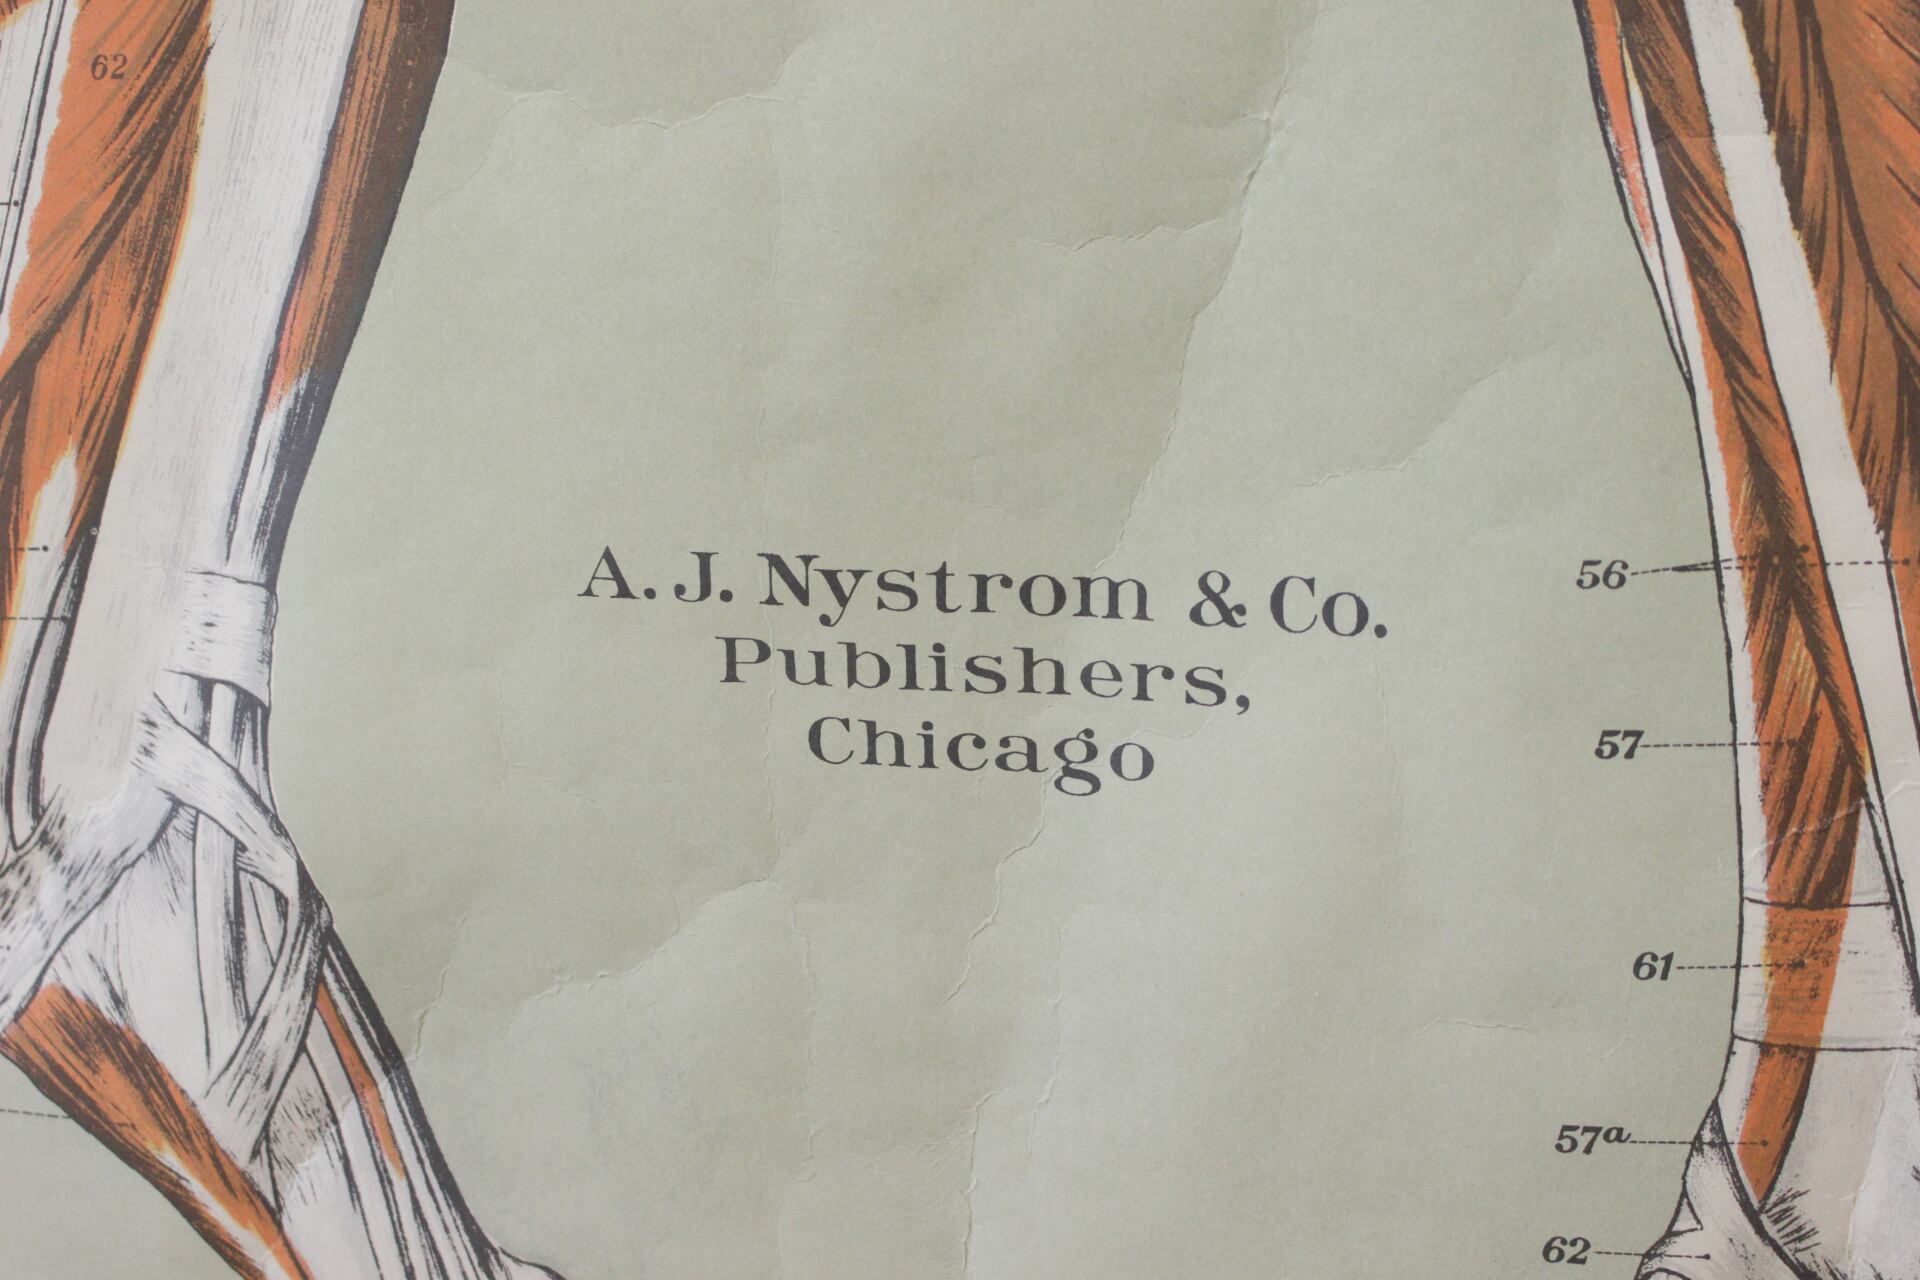 62
A. J. Nystrom & Co.
Publishers,
Chicago
56
57
61
57a
62